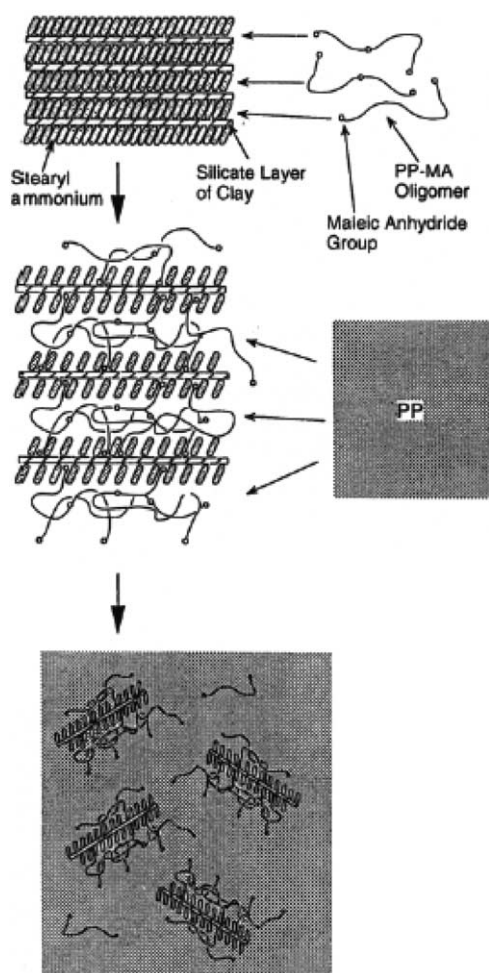 Stearyl
ammonium
Silicate Layer
of Clay
PP-MA
Oligomer
Maleic Anhydride
Group
PP